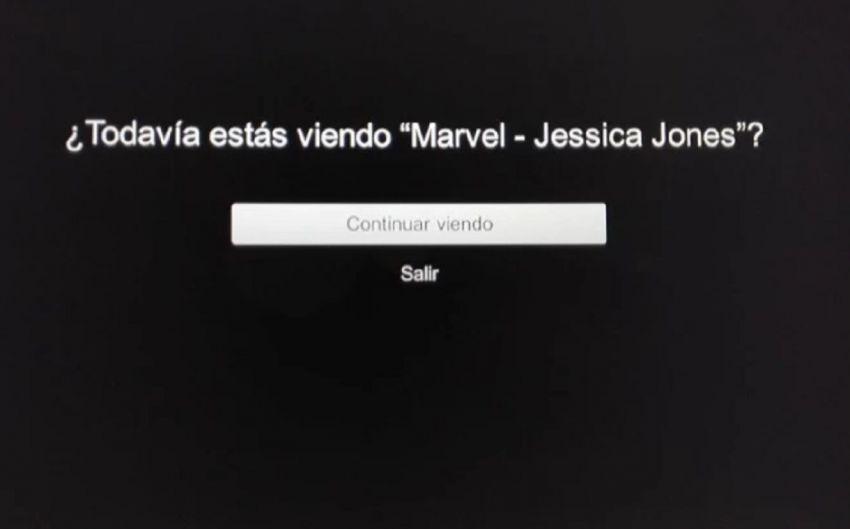 ¿Todavía estás viendo “Marvel - Jessica Jones”?
Continuar viendo
Salir